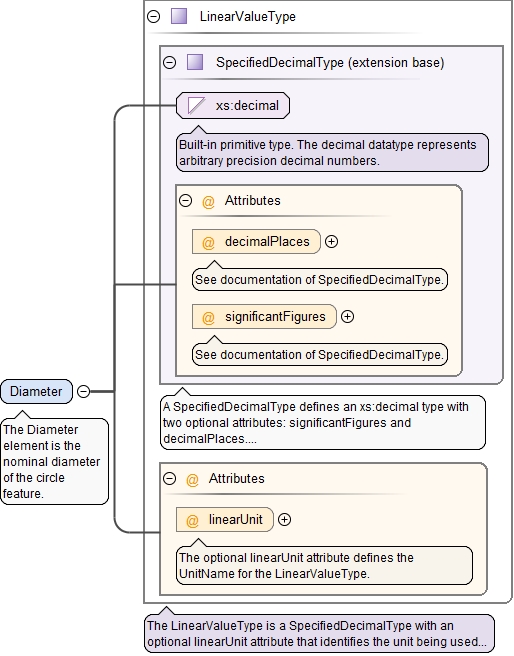 LinearValueType
SpecifiedDecimalType (extension base)
xs:decimal
Built-in primitive type. The decimal datatype represents
arbitrary precision decimal numbers.
@ Attributes
@ decimalPlaces
See documentation of SpecifiedDecimalType.
@ significantFigures
See documentation of SpecifiedDecimalType.
Diameter
The Diameter
element is the
nominal diameter
of the circle
feature.
A SpecifiedDecimalType defines an xs:decimal type with
two optional attributes: significantFigures and
decimalPlaces....
@ Attributes
@ linearUnit
The optional linearUnit attribute defines the
UnitName for the LinearValueType.
The LinearValueType is a SpecifiedDecimalType with an
optional linearUnit attribute that identifies the unit being used...